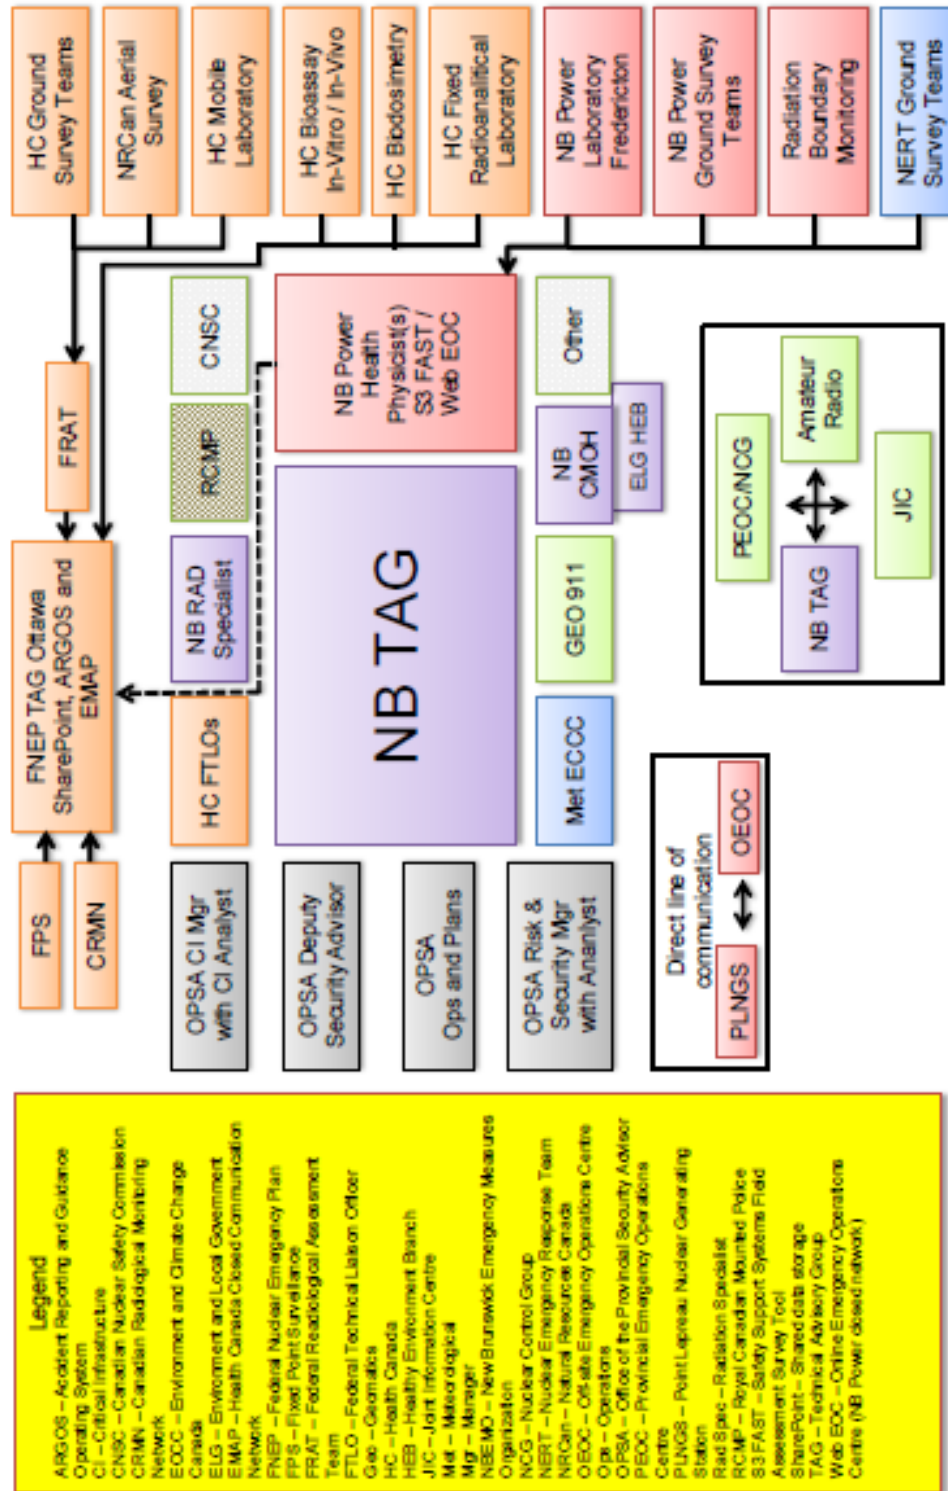 HC Ground
Survey Teams
NRCan Aerial
Survey
HC Mobile
Laboratory
HC Bioassay
In-Vitro / In-Vivo
HC Biodosimetry
HC Fixed
Radioanalitical
Laboratory
NB Power
Laboratory
Fredericton
NB Power
Ground Survey
Teams
Radiation
Boundary
Monitoring
NERT Ground
Survey Teams
FRAT
CNSC
RCMP
NB RAD
Specialist
HC FTLOs
NB Power
Health
Physicist(s)
S3 FAST /
Web EOC
Other
NB
CMOH
ELG HEB
GEO 911
Met ECCC
NB TAG
FNEP TAG Ottawa
SharePoint, ARGOS and
EMAP
FPS
CRMN
OPSA CI Mgr
with CI Analyst
OPSA Deputy
Security Advisor
OPSA
Ops and Plans
OPSA Risk &
Security Mgr
with Ananlyst
PEOC/NCG
Amateur
Radio
NB TAG
JIC
Direct line of
communication
PLNGS
OEOC
Legend
ARGOS – Accident Reporting and Guidance
Operating System
CI – Critical Infrastructure
CNSC – Canadian Nuclear Safety Commission
CRMN – Canadian Radiological Monitoring
Network
ECCC – Environment and Climate Change
Canada
ELG – Environment and Local Government
EMAP – Health Canada Closed Communication
Network
FNEP – Federal Nuclear Emergency Plan
FPS – Fixed Point Surveillance
FRAT – Federal Radiological Assessment
Team
FTLO – Federal Technical Liaison Officer
Geo – Geomatics
HC – Health Canada
HEB – Healthy Environment Branch
JIC – Joint Information Centre
Met – Meteorological
Mgr – Manager
NBEMO – New Brunswick Emergency Measures
Organization
NCG – Nuclear Control Group
NERT – Nuclear Emergency Response Team
NRCan – Natural Resources Canada
OEOC – Off-site Emergency Operations Centre
Ops – Operations
OPSA – Office of the Provincial Security Advisor
PEOC – Provincial Emergency Operations
Centre
PLNGS – Point Lepreau Nuclear Generating
Station
Rad Spec – Radiation Specialist
RCMP – Royal Canadian Mounted Police
S3 FAST – Safety Support Systems Field
Assessment Survey Tool
SharePoint – Shared data storage
TAG – Technical Advisory Group
Web EOC – Online Emergency Operations
Centre (NB Power closed network)